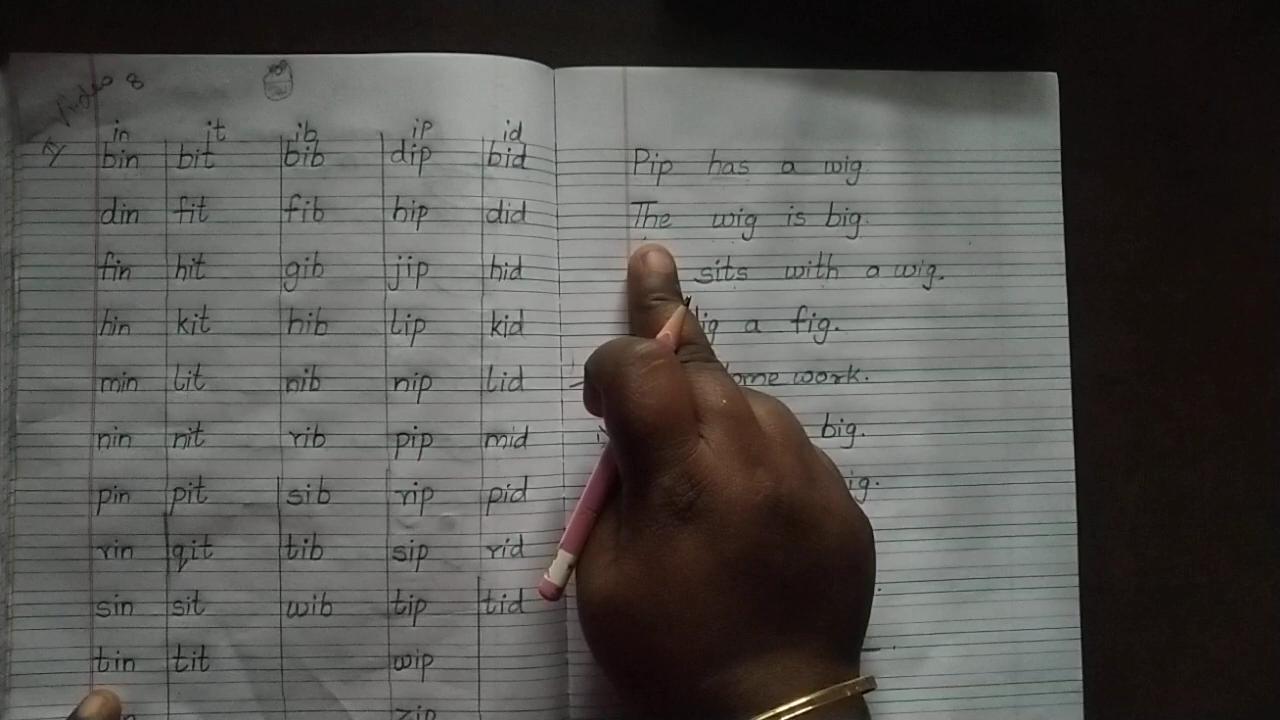 Video 8
in it ib ip id
bin bit bib dip bid
din fit fib hip did
fin hit gib jip hid
hin kit hib lip kid
min lit nib nip lid
nin nit rib pip mid
pin pit sib rip pid
rin qit tib sip rid
sin sit wib tip tid
tin tit wip
zip
Pip has a wig
The wig is big.
sits with a wig.
a fig.
work.
big.